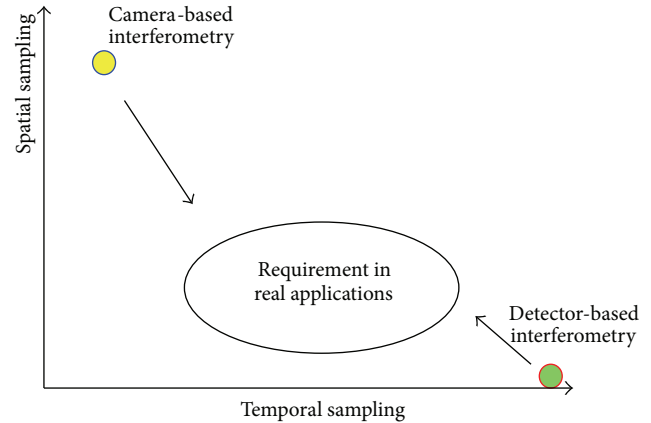 Camera-based
interferometry
Spatial sampling
Requirement in
real applications
Detector-based
interferometry
Temporal sampling